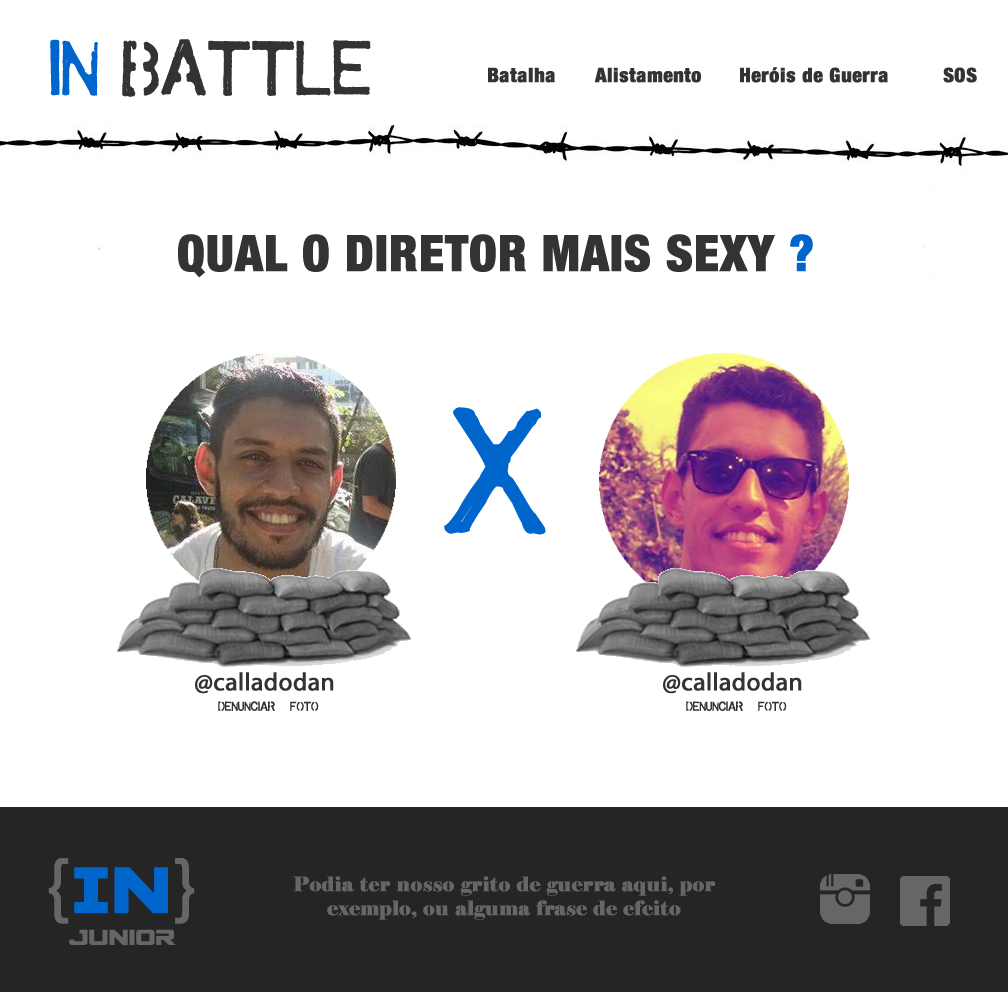 IN BATTLE
Batalha Alistamento Heróis de Guerra SOS
QUAL O DIRETOR MAIS SEXY ?
X
@calladodan @calladodan
DENUNCIAR FOTO DENUNCIAR FOTO
{IN}
JUNIOR
Podia ter nosso grito de guerra aqui, por
exemplo, ou alguma frase de efeito